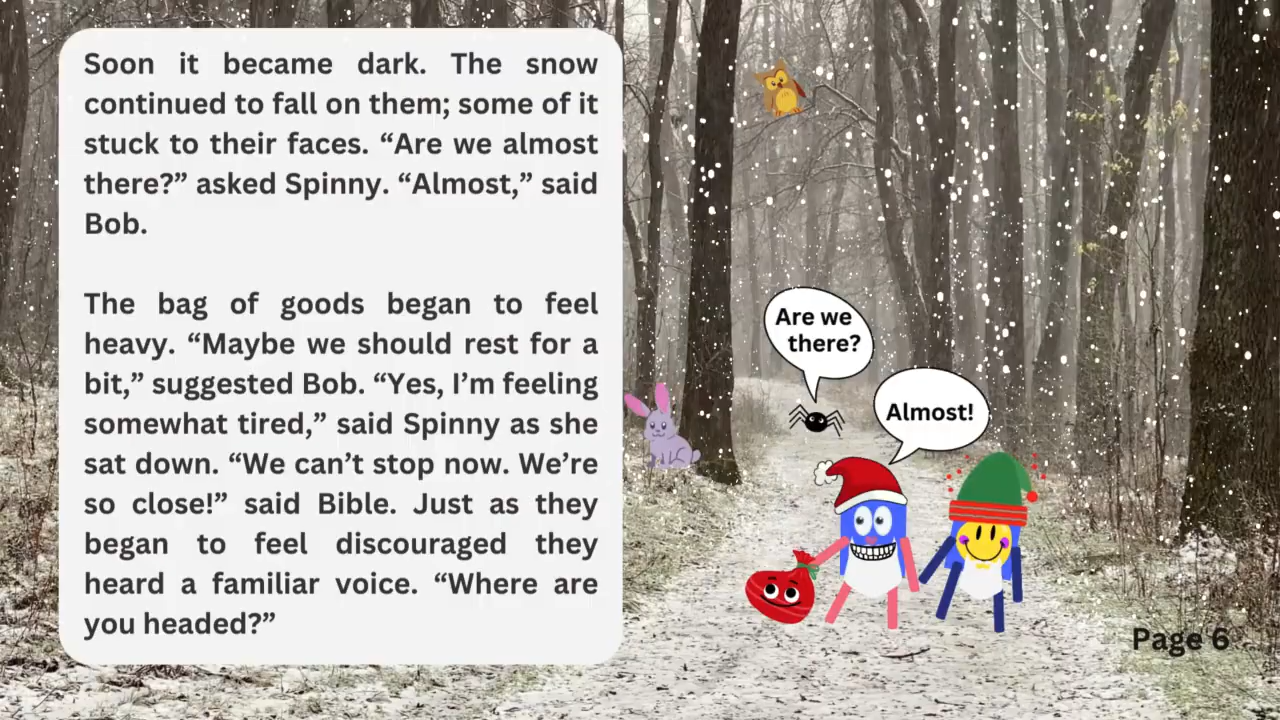 Soon it became dark. The snow
continued to fall on them; some of it
stuck to their faces. “Are we almost
there?” asked Spinny. “Almost,” said
Bob.
The bag of goods began to feel
heavy. “Maybe we should rest for a
bit,” suggested Bob. “Yes, I’m feeling
somewhat tired,” said Spinny as she
sat down. “We can’t stop now. We’re
so close!” said Bible. Just as they
began to feel discouraged they
heard a familiar voice. “Where are
you headed?”
Are we
there?
Almost!
Page 6